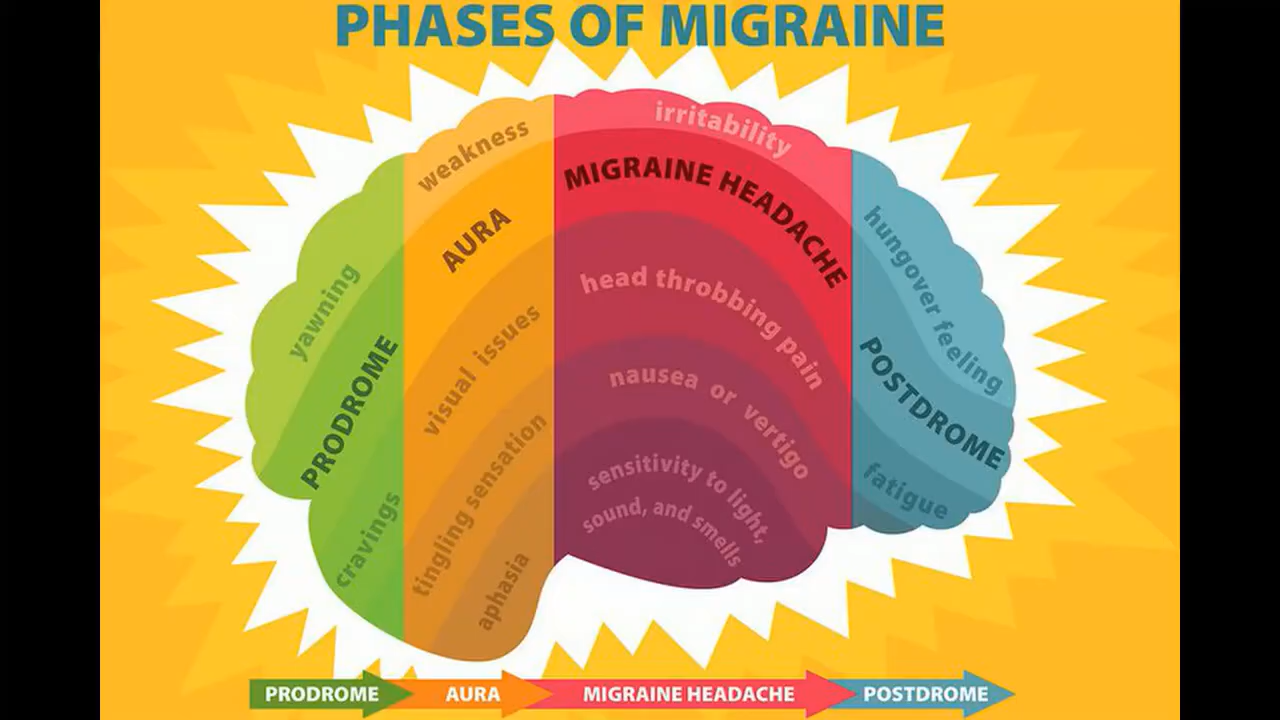 PHASES OF MIGRAINE
yawning
PRODROME
cravings
weakness
AURA
visual issues
tingling sensation
aphasia
irritability
MIGRAINE HEADACHE
head throbbing pain
nausea or vertigo
sensitivity to light,
sound, and smells
hungover feeling
POSTDROME
fatigue
PRODROME AURA MIGRAINE HEADACHE POSTDROME